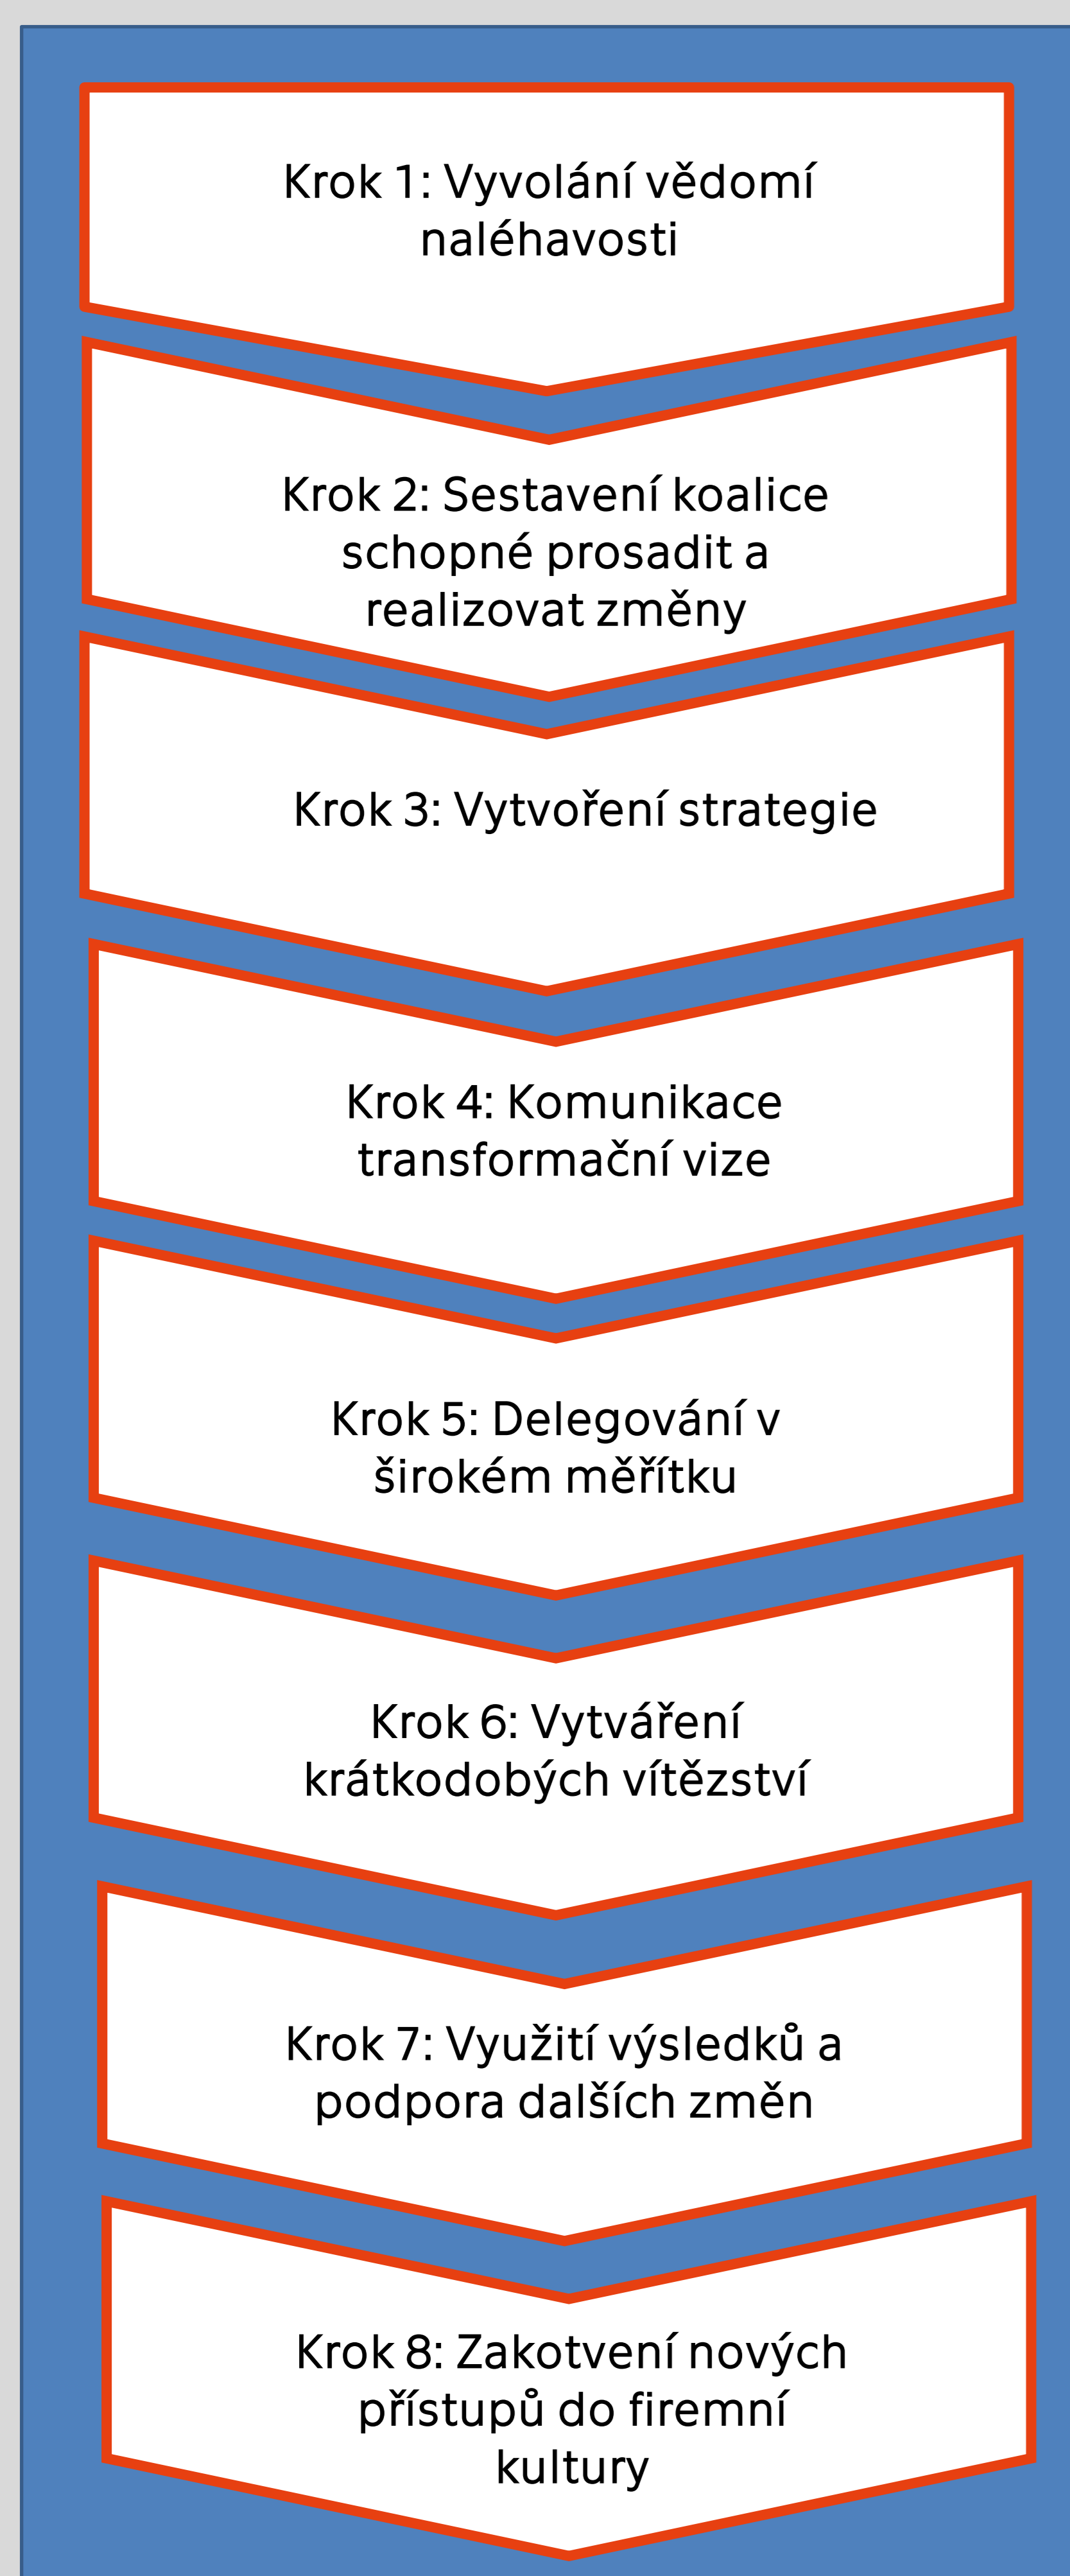 Krok 1: Vyvolání vědomí
naléhavosti
Krok 2: Sestavení koalice
schopné prosadit a
realizovat změny
Krok 3: Vytvoření strategie
Krok 4: Komunikace
transformační vize
Krok 5: Delegování v
širokém měřítku
Krok 6: Vytváření
krátkodobých vítězství
Krok 7: Využití výsledků a
podpora dalších změn
Krok 8: Zakotvení nových
přístupů do firemní
kultury